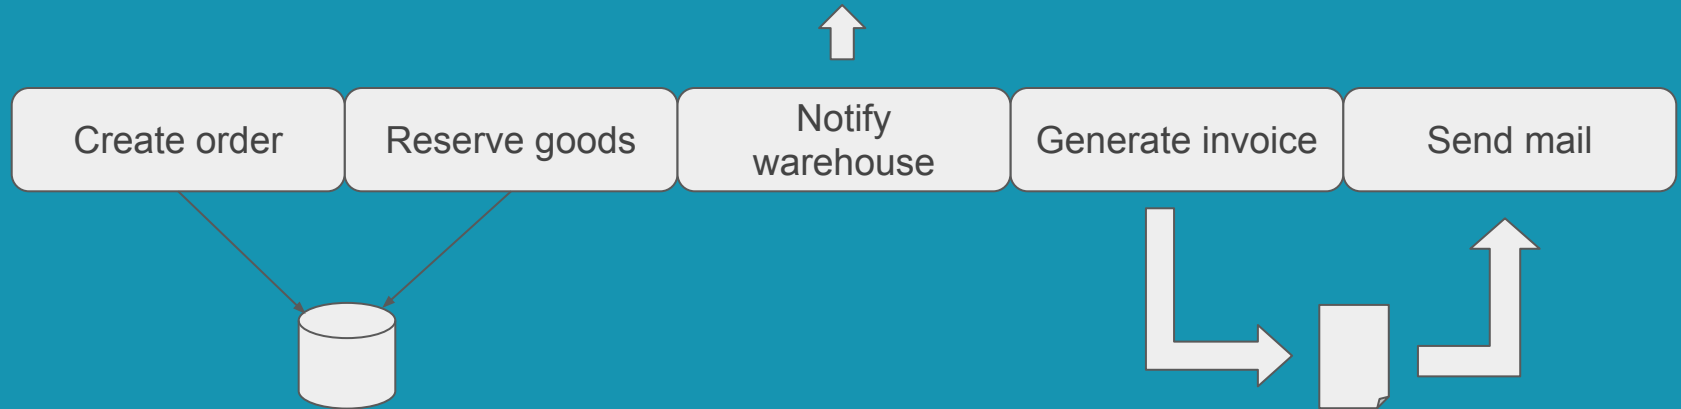 Create order
Reserve goods
Notify
warehouse
Generate invoice
Send mail